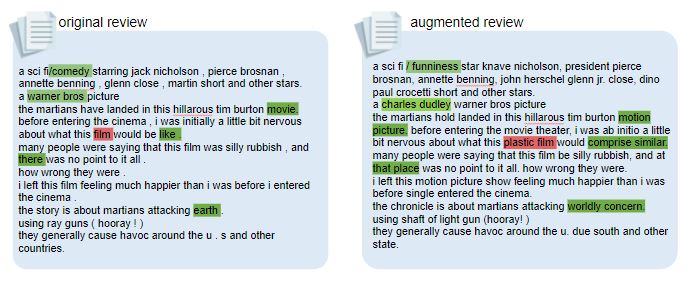 original review
a sci fi/comedy starring jack nicholson , pierce brosnan ,
annette benning , glenn close , martin short and other stars.
a warner bros picture
the martians have landed in this hillarous tim burton movie.
before entering the cinema , i was initially a little bit nervous
about what this film would be like .
many people were saying that this film was silly rubbish , and
there was no point to it all .
how wrong they were .
i left this film feeling much happier than i was before i entered
the cinema .
the story is about martians attacking earth .
using ray guns ( hooray ! )
they generally cause havoc around the u . s and other
countries.
augmented review
a sci fi / funniness star knave nicholson, president pierce
brosnan, annette benning, john herschel glenn jr. close, dino
paul crocetti short and other stars.
a charles dudley warner bros picture
the martians hold landed in this hillarous tim burton motion
picture. before entering the movie theater, i was ab initio a little
bit nervous about what this plastic film would comprise similar.
many people were saying that this film be silly rubbish, and at
that place was no point to it all. how wrong they were.
i left this motion picture show feeling much happier than i was
before single entered the cinema.
the chronicle is about martians attacking worldly concern.
using shaft of light gun (hooray!)
they generally cause havoc around the u. due south and other
state.